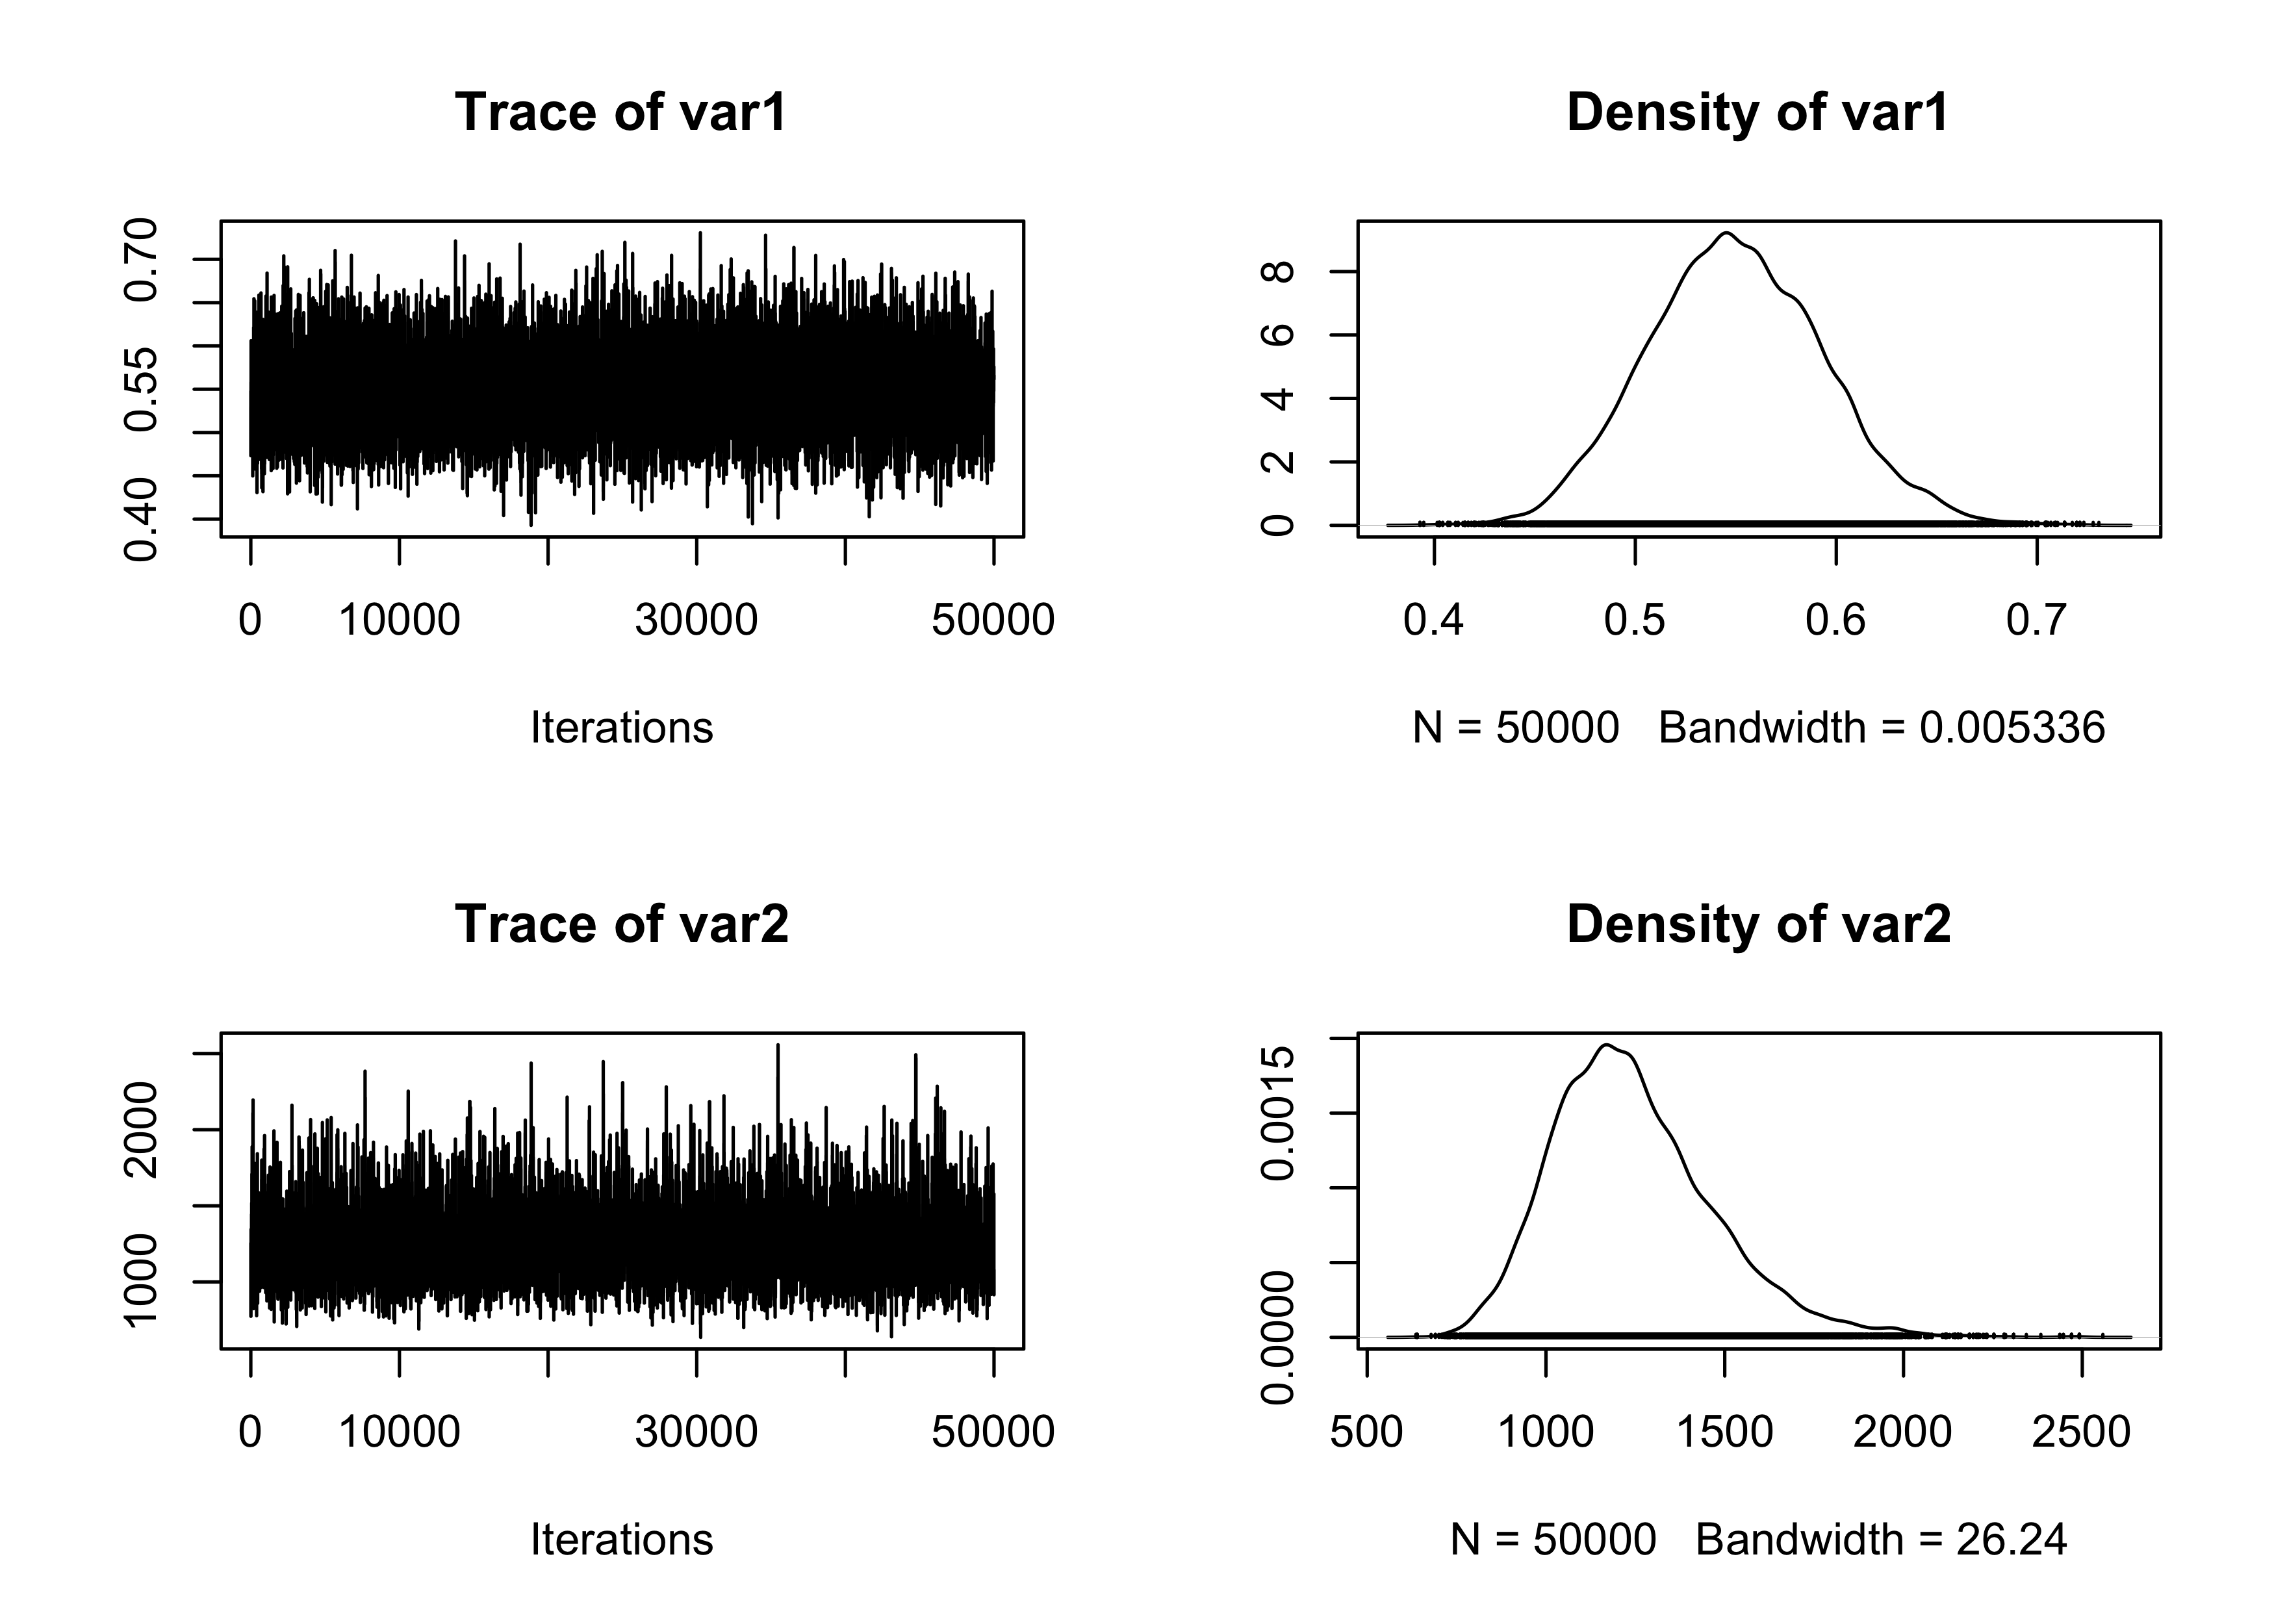 Trace of var1
0.40 0.55 0.70
0 10000 30000 50000
Iterations
Density of var1
0 2 4 6 8
0.4 0.5 0.6 0.7
N = 50000 Bandwidth = 0.005336
Trace of var2
1000 2000
0 10000 30000 50000
Iterations
Density of var2
0.0000 0.0015
500 1000 1500 2000 2500
N = 50000 Bandwidth = 26.24